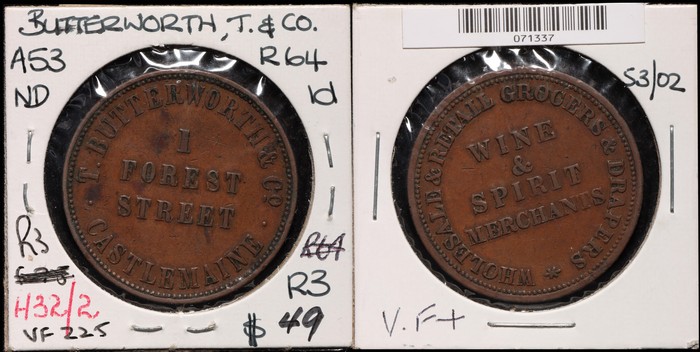 BUTTERWORTH, T. & CO.
A53
R64
ND
1d
T. BUTTERWORTH & Co
1
FOREST
STREET
· CASTLEMAINE ·
R3
R64
H32/2
R3
VF 225
$ 49
071337
S3/02
WHOLESALE & RETAIL GROCERS & DRAPERS
WINE
&
SPIRIT
MERCHANTS
*
V.F+